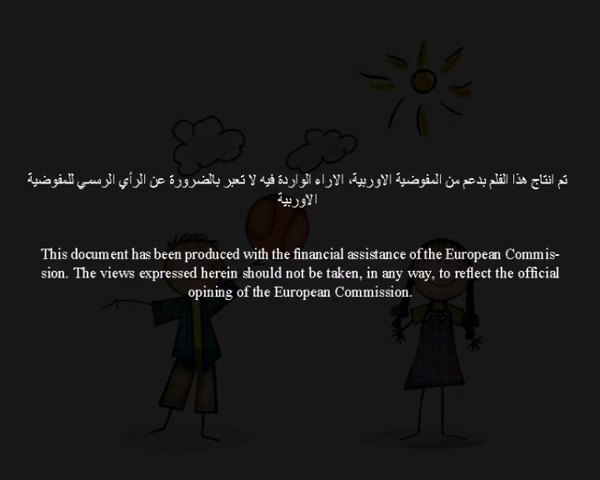 تم انتاج هذا الفلم بدعم من المفوضية الاوربية، الاراء الواردة فيه لا تعبر بالضرورة عن الرأي الرسمي للمفوضية
الاوربية
This document has been produced with the financial assistance of the European Commis-
sion. The views expressed herein should not be taken, in any way, to reflect the official
opining of the European Commission.